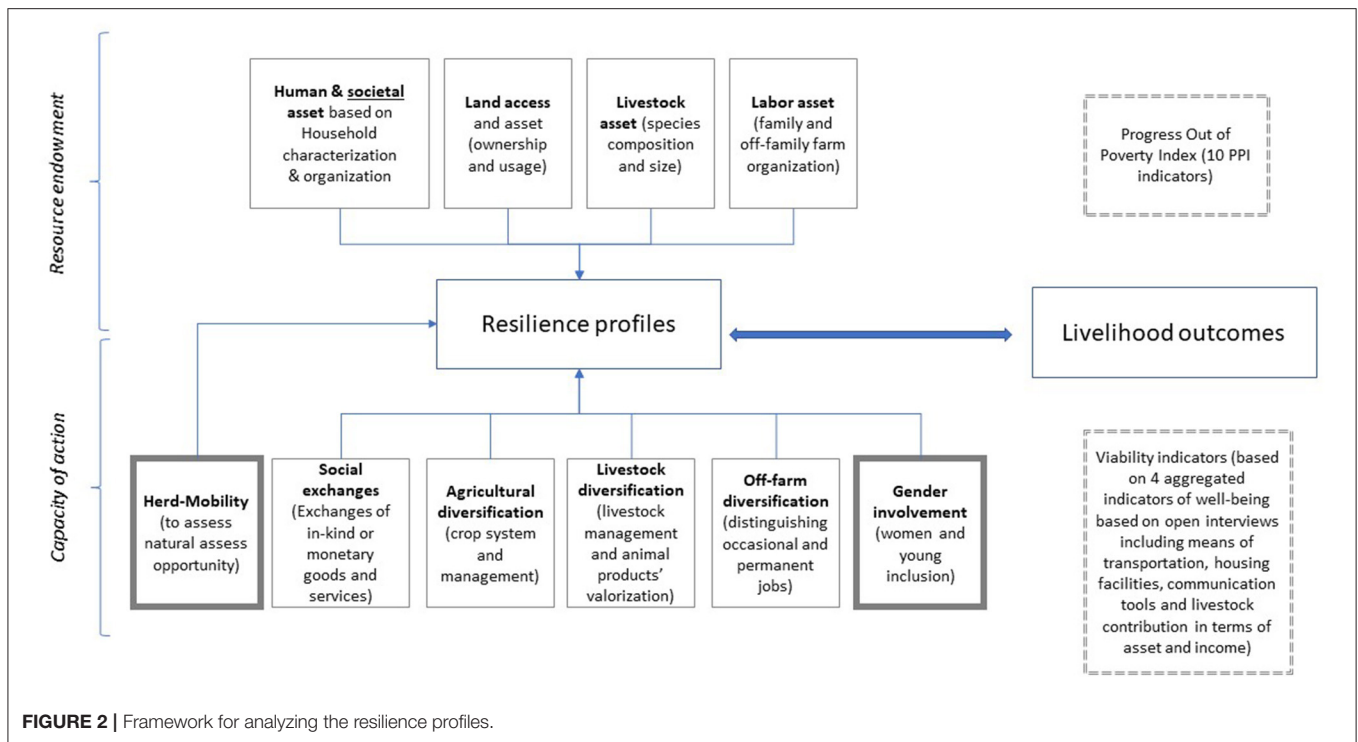 Resource endowment
Human & societal
asset based on
Household
characterization
& organization
Land access
and asset
(ownership
and usage)
Livestock
asset (species
composition
and size)
Labor asset
(family and
off-family farm
organization)
Progress Out of
Poverty Index (10 PPI
indicators)
Resilience profiles
Livelihood outcomes
Capacity of action
Herd-Mobility
(to assess
natural assess
opportunity)
Social
exchanges
(Exchanges of
in-kind or
monetary
goods and
services)
Agricultural
diversification
(crop system
and
management)
Livestock
diversification
(livestock
management
and animal
products’
valorization)
Off-farm
diversification
(distinguishing
occasional and
permanent
jobs)
Gender
involvement
(women and
young
inclusion)
Viability indicators (based
on 4 aggregated
indicators of well-being
based on open interviews
including means of
transportation, housing
facilities, communication
tools and livestock
contribution in terms of
asset and income)
FIGURE 2 | Framework for analyzing the resilience profiles.